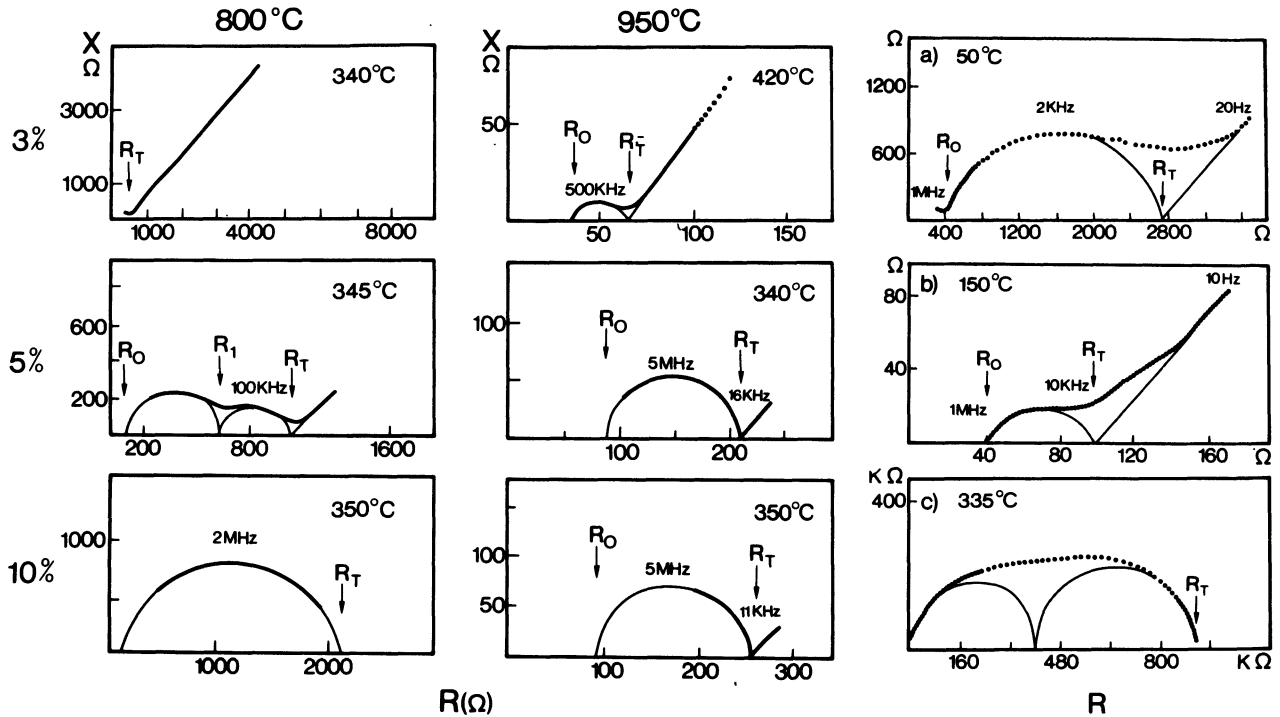 800°C
950°C
3%
X
Ω
340°C
3000
1000
R_T
1000
4000
8000
X
Ω
420°C
50
R_O
R_T̄
500KHz
50
100
150
Ω
a) 50°C
1200
600
2KHz
20Hz
R_O
1MHz
R_T
400
1200
2000
2800
Ω
5%
345°C
600
200
R_O
R_1
R_T
100KHz
200
800
1600
340°C
100
R_O
R_T
5MHz
16KHz
100
200
Ω
b) 150°C
80
40
10Hz
R_O
R_T
1MHz
10KHz
40
80
120
160
Ω
10%
350°C
1000
2MHz
R_T
1000
2000
350°C
100
50
R_O
R_T
5MHz
11KHz
100
200
300
KΩ
400
c) 335°C
R_T
160
480
800
KΩ
R(Ω)
R